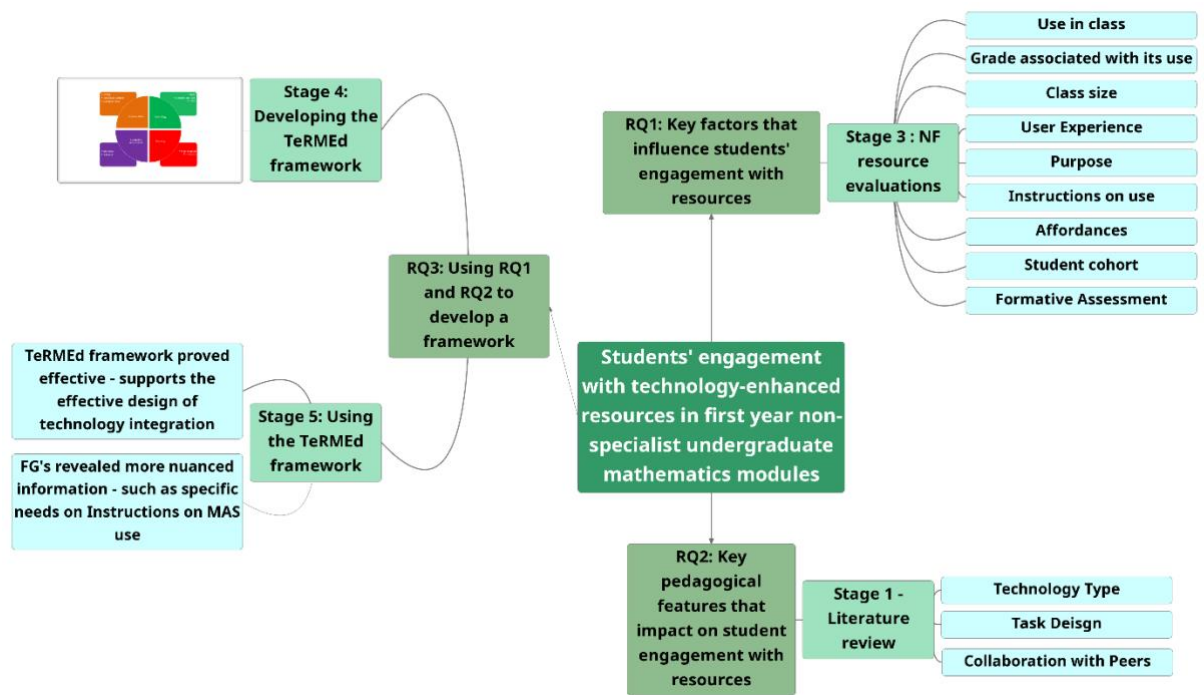 Students' engagement
with technology-enhanced
resources in first year non-
specialist undergraduate
mathematics modules
RQ1: Key factors that
influence students'
engagement with
resources
Stage 3 : NF
resource
evaluations
Use in class
Grade associated with its use
Class size
User Experience
Purpose
Instructions on use
Affordances
Student cohort
Formative Assessment
RQ2: Key
pedagogical
features that
impact on student
engagement with
resources
Stage 1 -
Literature
review
Technology Type
Task Deisgn
Collaboration with Peers
RQ3: Using RQ1
and RQ2 to
develop a
framework
Stage 4:
Developing the
TeRMEd
framework
Stage 5: Using
the TeRMEd
framework
TeRMEd framework proved
effective - supports the
effective design of
technology integration
FG's revealed more nuanced
information - such as specific
needs on Instructions on MAS
use